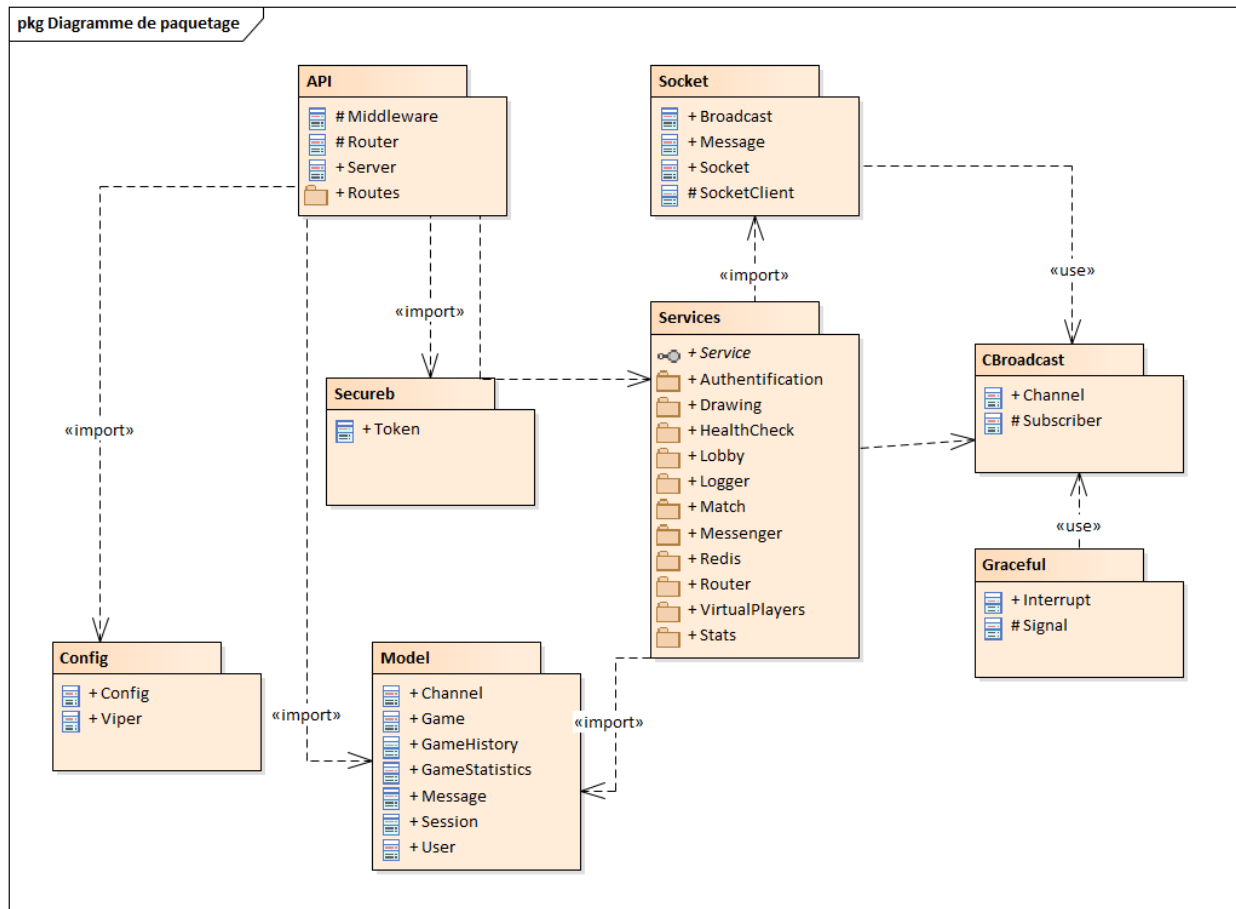 pkg Diagramme de paquetage
API
# Middleware
# Router
+ Server
+ Routes
Socket
+ Broadcast
+ Message
+ Socket
# SocketClient
«import»
«use»
«import»
Services
+ Service
+ Authentification
+ Drawing
+ HealthCheck
+ Lobby
+ Logger
+ Match
+ Messenger
+ Redis
+ Router
+ VirtualPlayers
+ Stats
CBroadcast
+ Channel
# Subscriber
Secureb
+ Token
«import»
«use»
Graceful
+ Interrupt
# Signal
Config
+ Config
+ Viper
«import»
Model
+ Channel
+ Game
+ GameHistory
+ GameStatistics
+ Message
+ Session
+ User
«import»